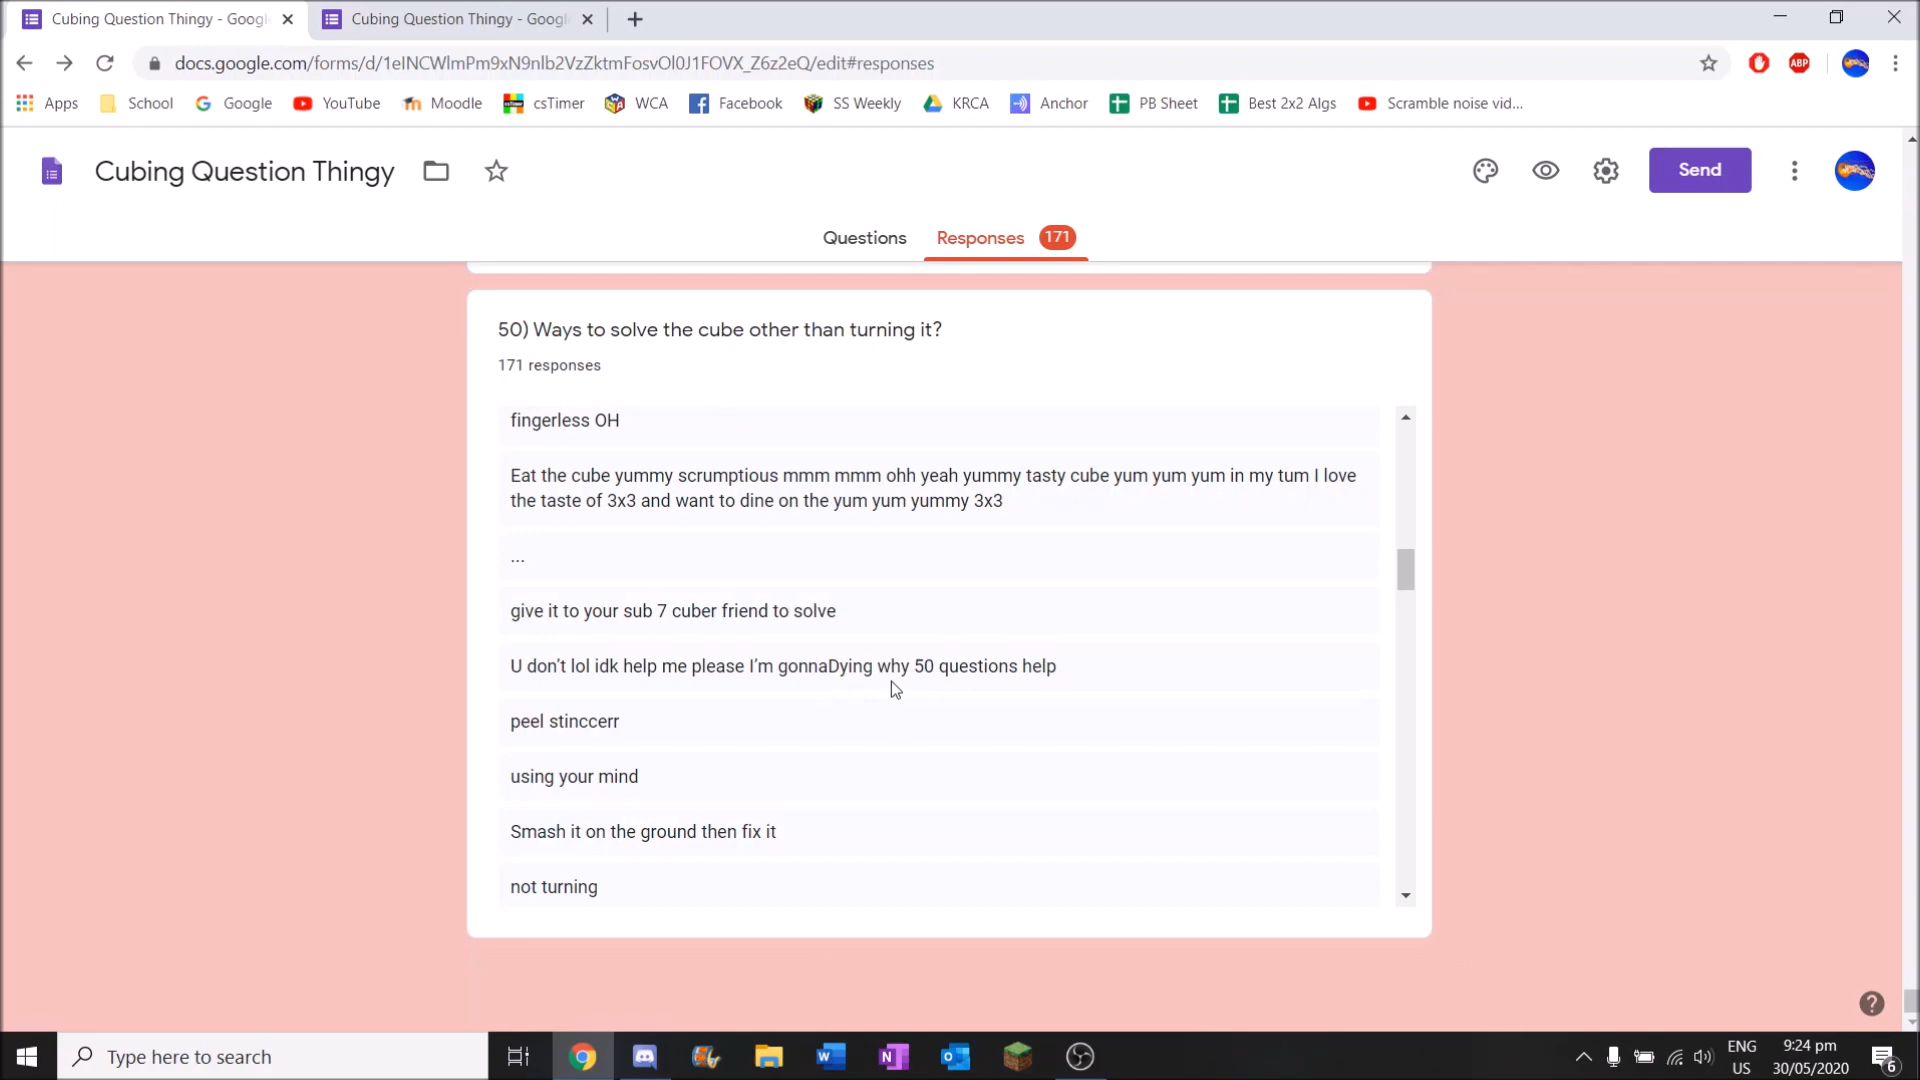 Cubing Question Thingy - Googl
Cubing Question Thingy - Googl
docs.google.com/forms/d/1eINCWlmPm9xN9nlb2VzZktmFosvOl0J1FOVX_Z6z2eQ/edit#responses
ABP
Apps School Google YouTube Moodle csTimer WCA Facebook SS Weekly KRCA Anchor PB Sheet Best 2x2 Algs Scramble noise vid...
Cubing Question Thingy
Send
Questions Responses 171
50) Ways to solve the cube other than turning it?
171 responses
fingerless OH
Eat the cube yummy scrumptious mmm mmm ohh yeah yummy tasty cube yum yum yum in my tum I love
the taste of 3x3 and want to dine on the yum yum yummy 3x3
...
give it to your sub 7 cuber friend to solve
U don't lol idk help me please I'm gonnaDying why 50 questions help
peel stinccerr
using your mind
Smash it on the ground then fix it
not turning
Type here to search
ENG
US
9:24 pm
30/05/2020
6